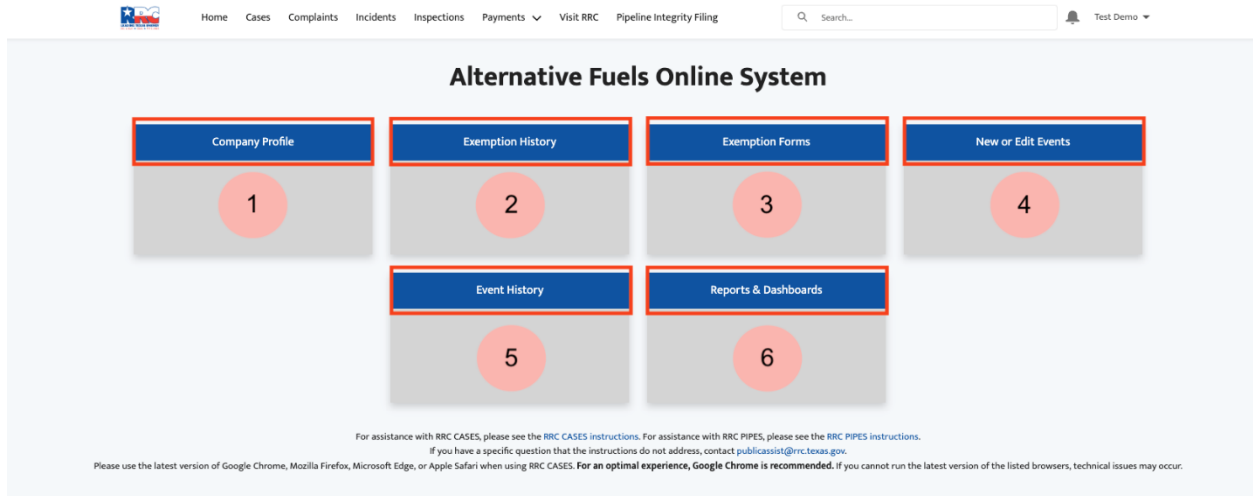 RRC
Home Cases Complaints Incidents Inspections Payments Visit RRC Pipeline Integrity Filing Search... Test Demo
Alternative Fuels Online System
Company Profile Exemption History Exemption Forms New or Edit Events
1 2 3 4
Event History Reports & Dashboards
5 6
For assistance with RRC CASES, please see the RRC CASES instructions. For assistance with RRC PIPES, please see the RRC PIPES instructions.
If you have a specific question that the instructions do not address, contact publicassist@rrc.texas.gov.
Please use the latest version of Google Chrome, Mozilla Firefox, Microsoft Edge, or Apple Safari when using RRC CASES. For an optimal experience, Google Chrome is recommended. If you cannot run the latest version of the listed browsers, technical issues may occur.